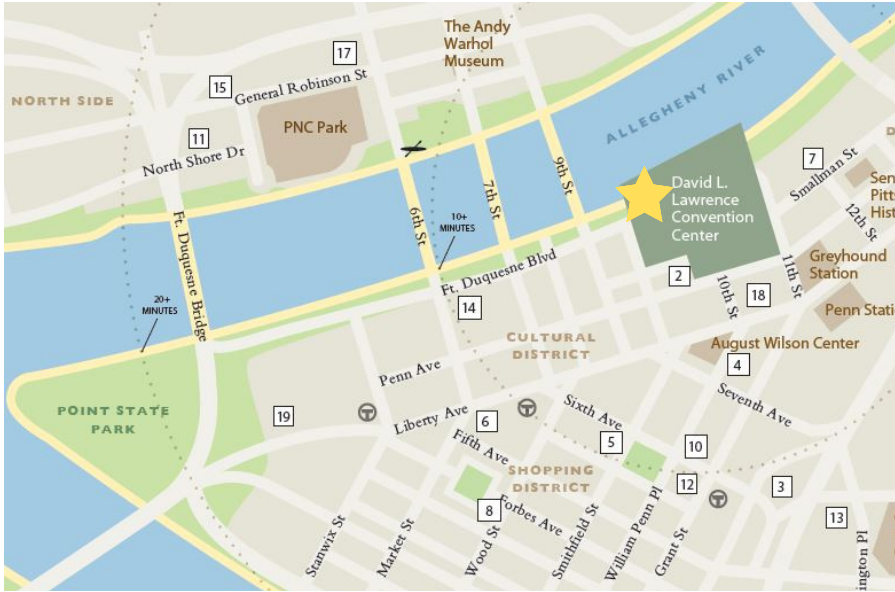 The Andy
Warhol
Museum
17
15
General Robinson St
NORTH SIDE
PNC Park
11
North Shore Dr
ALLEGHENY RIVER
7
Smallman St
12th St
9th St
7th St
6th St
10+
MINUTES
David L.
Lawrence
Convention
Center
Ft. Duquesne Bridge
Ft. Duquesne Blvd
2
10th St
11th St
18
Greyhound
Station
20+
MINUTES
14
CULTURAL
DISTRICT
August Wilson Center
4
Penn Ave
Seventh Ave
POINT STATE
PARK
19
T
Liberty Ave
T
6
Sixth Ave
Fifth Ave
5
10
SHOPPING
DISTRICT
12
T
3
8
Forbes Ave
13
Stanwix St
Market St
Wood St
Smithfield St
William Penn Pl
Grant St